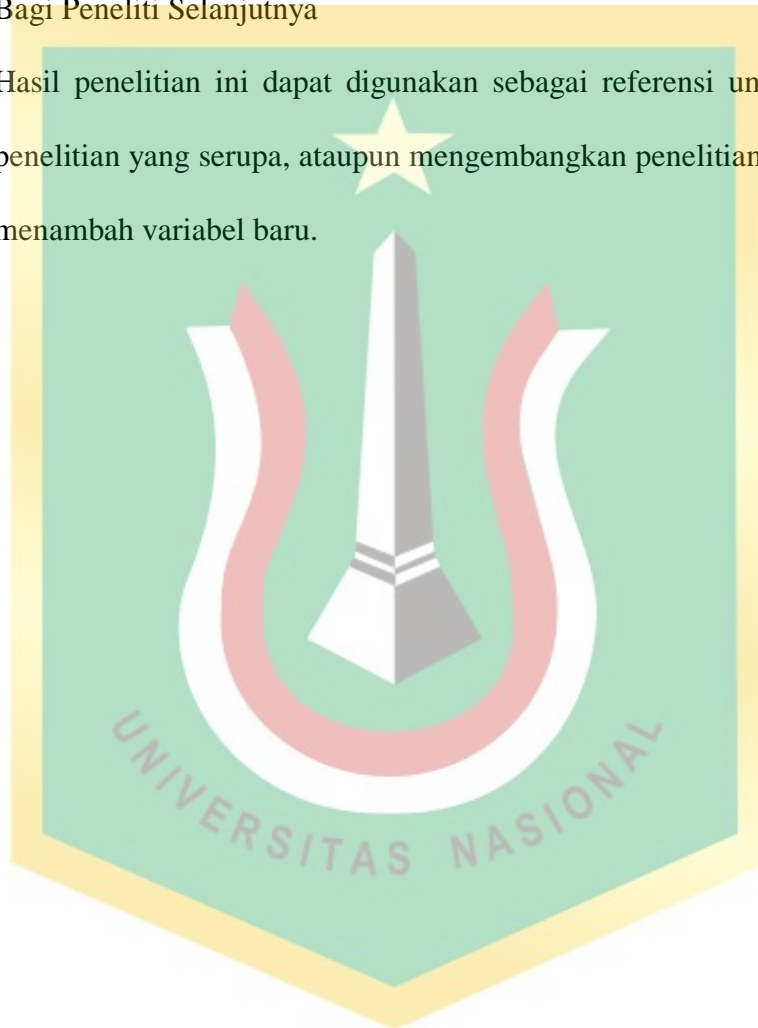 Bagi Peneliti Selanjutnya
Hasil penelitian ini dapat digunakan sebagai referensi un
penelitian yang serupa, ataupun mengembangkan penelitian
menambah variabel baru.
UNIVERSITAS NASIONAL